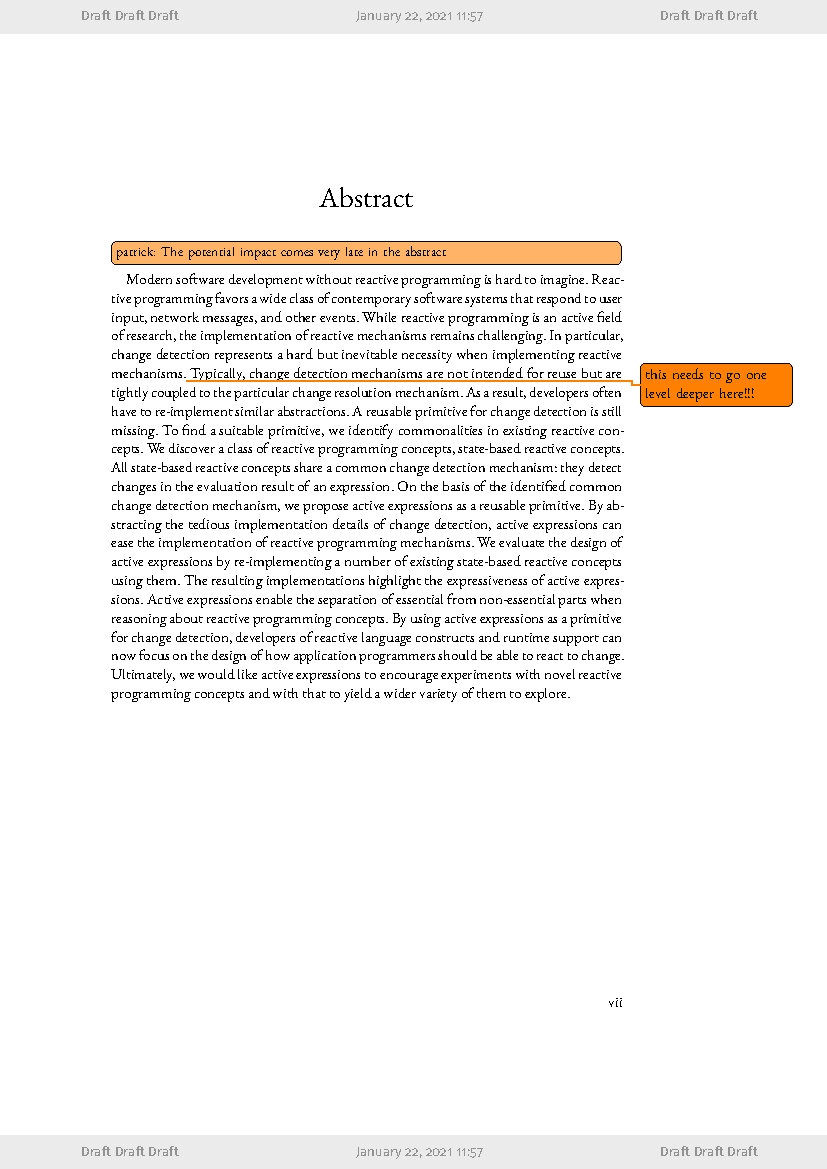 Draft Draft Draft January 22, 2021 11:57 Draft Draft Draft
Abstract
patrick: The potential impact comes very late in the abstract
Modern software development without reactive programming is hard to imagine. Reac-
tive programming favors a wide class of contemporary software systems that respond to user
input, network messages, and other events. While reactive programming is an active field
of research, the implementation of reactive mechanisms remains challenging. In particular,
change detection represents a hard but inevitable necessity when implementing reactive
mechanisms. Typically, change detection mechanisms are not intended for reuse but are
tightly coupled to the particular change resolution mechanism. As a result, developers often
have to re-implement similar abstractions. A reusable primitive for change detection is still
missing. To find a suitable primitive, we identify commonalities in existing reactive con-
cepts. We discover a class of reactive programming concepts, state-based reactive concepts.
All state-based reactive concepts share a common change detection mechanism: they detect
changes in the evaluation result of an expression. On the basis of the identified common
change detection mechanism, we propose active expressions as a reusable primitive. By ab-
stracting the tedious implementation details of change detection, active expressions can
ease the implementation of reactive programming mechanisms. We evaluate the design of
active expressions by re-implementing a number of existing state-based reactive concepts
using them. The resulting implementations highlight the expressiveness of active expres-
sions. Active expressions enable the separation of essential from non-essential parts when
reasoning about reactive programming concepts. By using active expressions as a primitive
for change detection, developers of reactive language constructs and runtime support can
now focus on the design of how application programmers should be able to react to change.
Ultimately, we would like active expressions to encourage experiments with novel reactive
programming concepts and with that to yield a wider variety of them to explore.
this needs to go one
level deeper here!!!
vii
Draft Draft Draft January 22, 2021 11:57 Draft Draft Draft